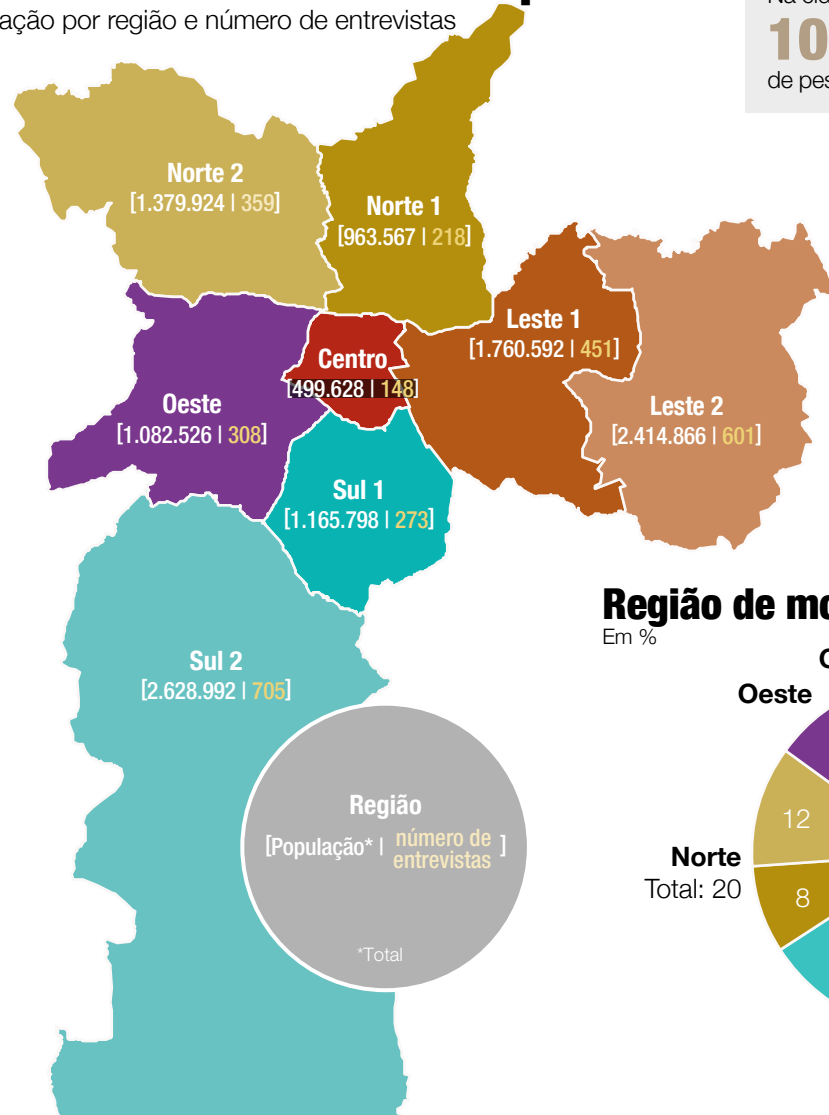 ação por região e número de entrevistas
10
de pes
Norte 2
[1.379.924 | 359]
Norte 1
[963.567 | 218]
Leste 1
[1.760.592 | 451]
Centro
[499.628 | 148]
Oeste
[1.082.526 | 308]
Leste 2
[2.414.866 | 601]
Sul 1
[1.165.798 | 273]
Região de mo
Em %
Sul 2
[2.628.992 | 705]
Oeste
Região
[População* | número de
entrevistas ]
12
Norte
Total: 20
8
*Total